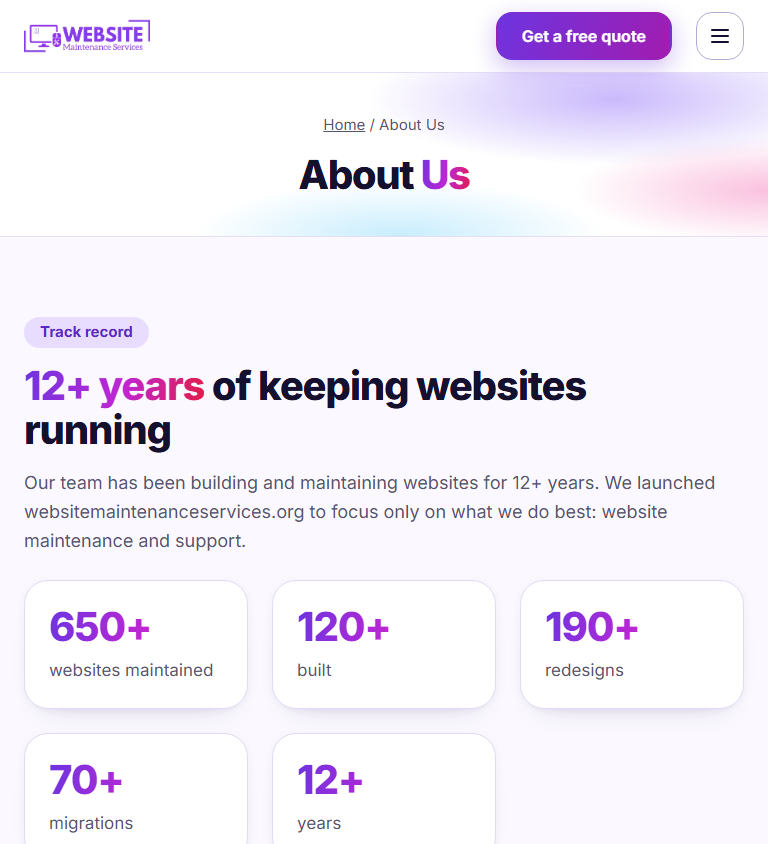 WEBSITE
Maintenance Services
Get a free quote
Home / About Us
About Us
Track record
12+ years of keeping websites
running
Our team has been building and maintaining websites for 12+ years. We launched
websitemaintenanceservices.org to focus only on what we do best: website
maintenance and support.
650+
websites maintained
120+
built
190+
redesigns
70+
migrations
12+
years